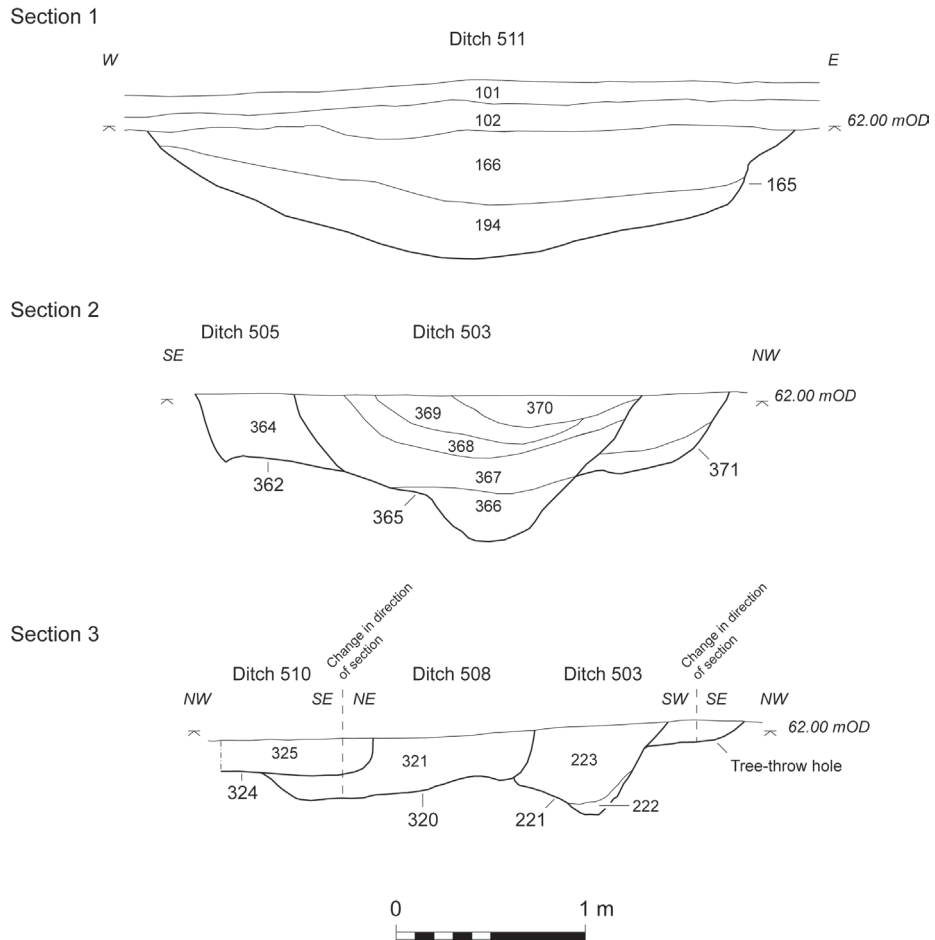 Section 1
Ditch 511
W
E
101
102
62.00 mOD
166
165
194
Section 2
Ditch 505
Ditch 503
SE
NW
62.00 mOD
369
370
364
368
367
371
362
366
365
Section 3
Change in direction
of section
Change in direction
of section
Ditch 510
Ditch 508
Ditch 503
NW
SE
NE
SW
SE
NW
62.00 mOD
325
321
223
Tree-throw hole
324
320
221
222
0
1 m